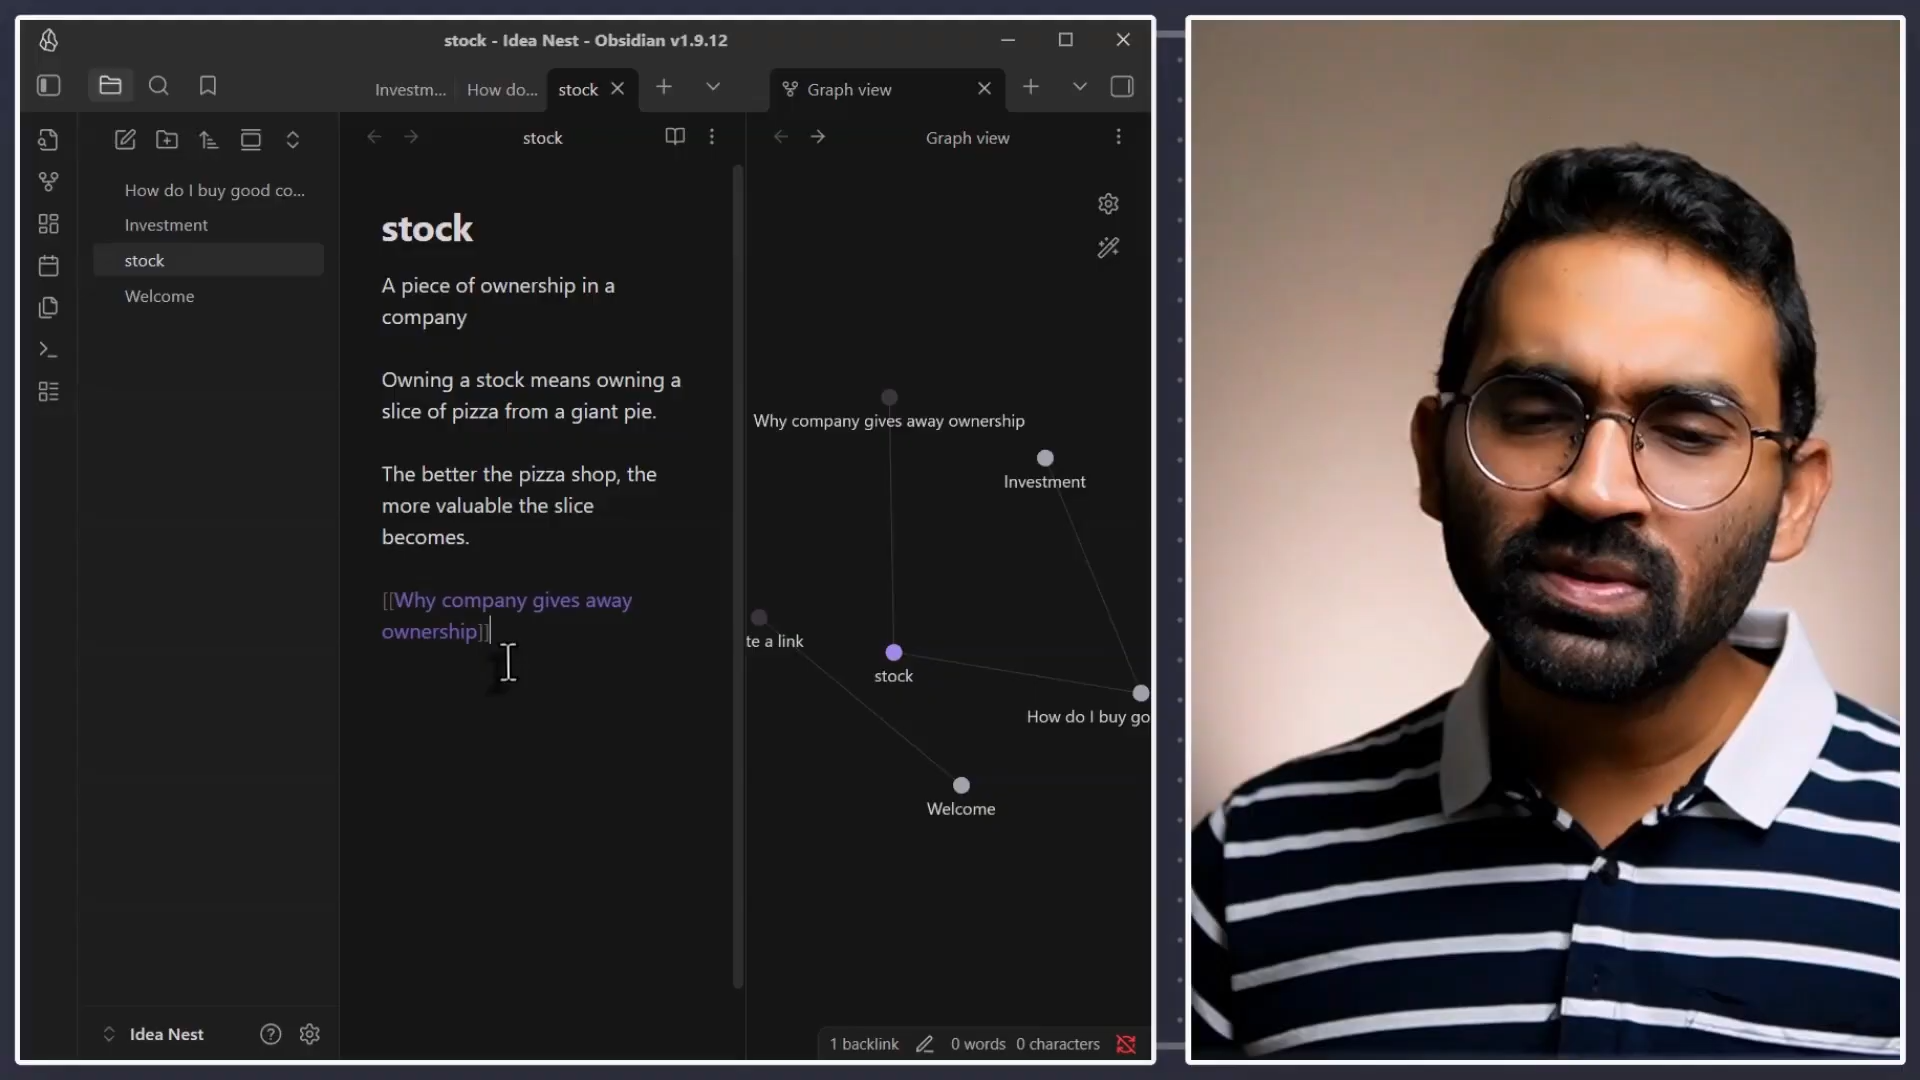 stock - Idea Nest - Obsidian v1.9.12
Investm...
How do...
stock
Graph view
stock
Graph view
How do I buy good co...
Investment
stock
Welcome
stock
A piece of ownership in a
company
Owning a stock means owning a
slice of pizza from a giant pie.
The better the pizza shop, the
more valuable the slice
becomes.
[[Why company gives away
ownership]]
Why company gives away ownership
Investment
te a link
stock
How do I buy go
Welcome
Idea Nest
1 backlink
0 words
0 characters